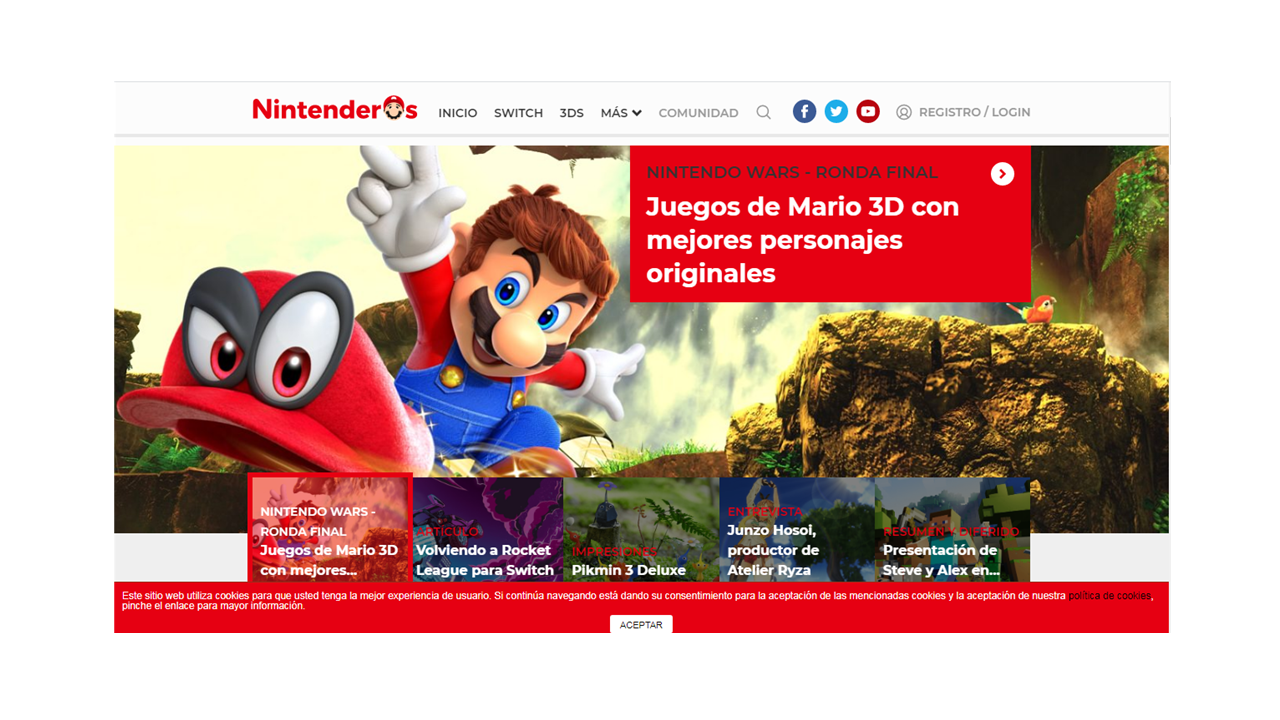 Nintenderos
INICIO SWITCH 3DS MÁS COMUNIDAD REGISTRO / LOGIN
NINTENDO WARS - RONDA FINAL
Juegos de Mario 3D con
mejores personajes
originales
NINTENDO WARS -
RONDA FINAL
Juegos de Mario 3D
con mejores...
ARTÍCULO
Volviendo a Rocket
League para Switch
IMPRESIONES
Pikmin 3 Deluxe
ENTREVISTA
Junzo Hosoi,
productor de
Atelier Ryza
RESUMEN Y DIFERIDO
Presentación de
Steve y Alex en...
Este sitio web utiliza cookies para que usted tenga la mejor experiencia de usuario. Si continúa navegando está dando su consentimiento para la aceptación de las mencionadas cookies y la aceptación de nuestra política de cookies,
pinche el enlace para mayor información.
ACEPTAR